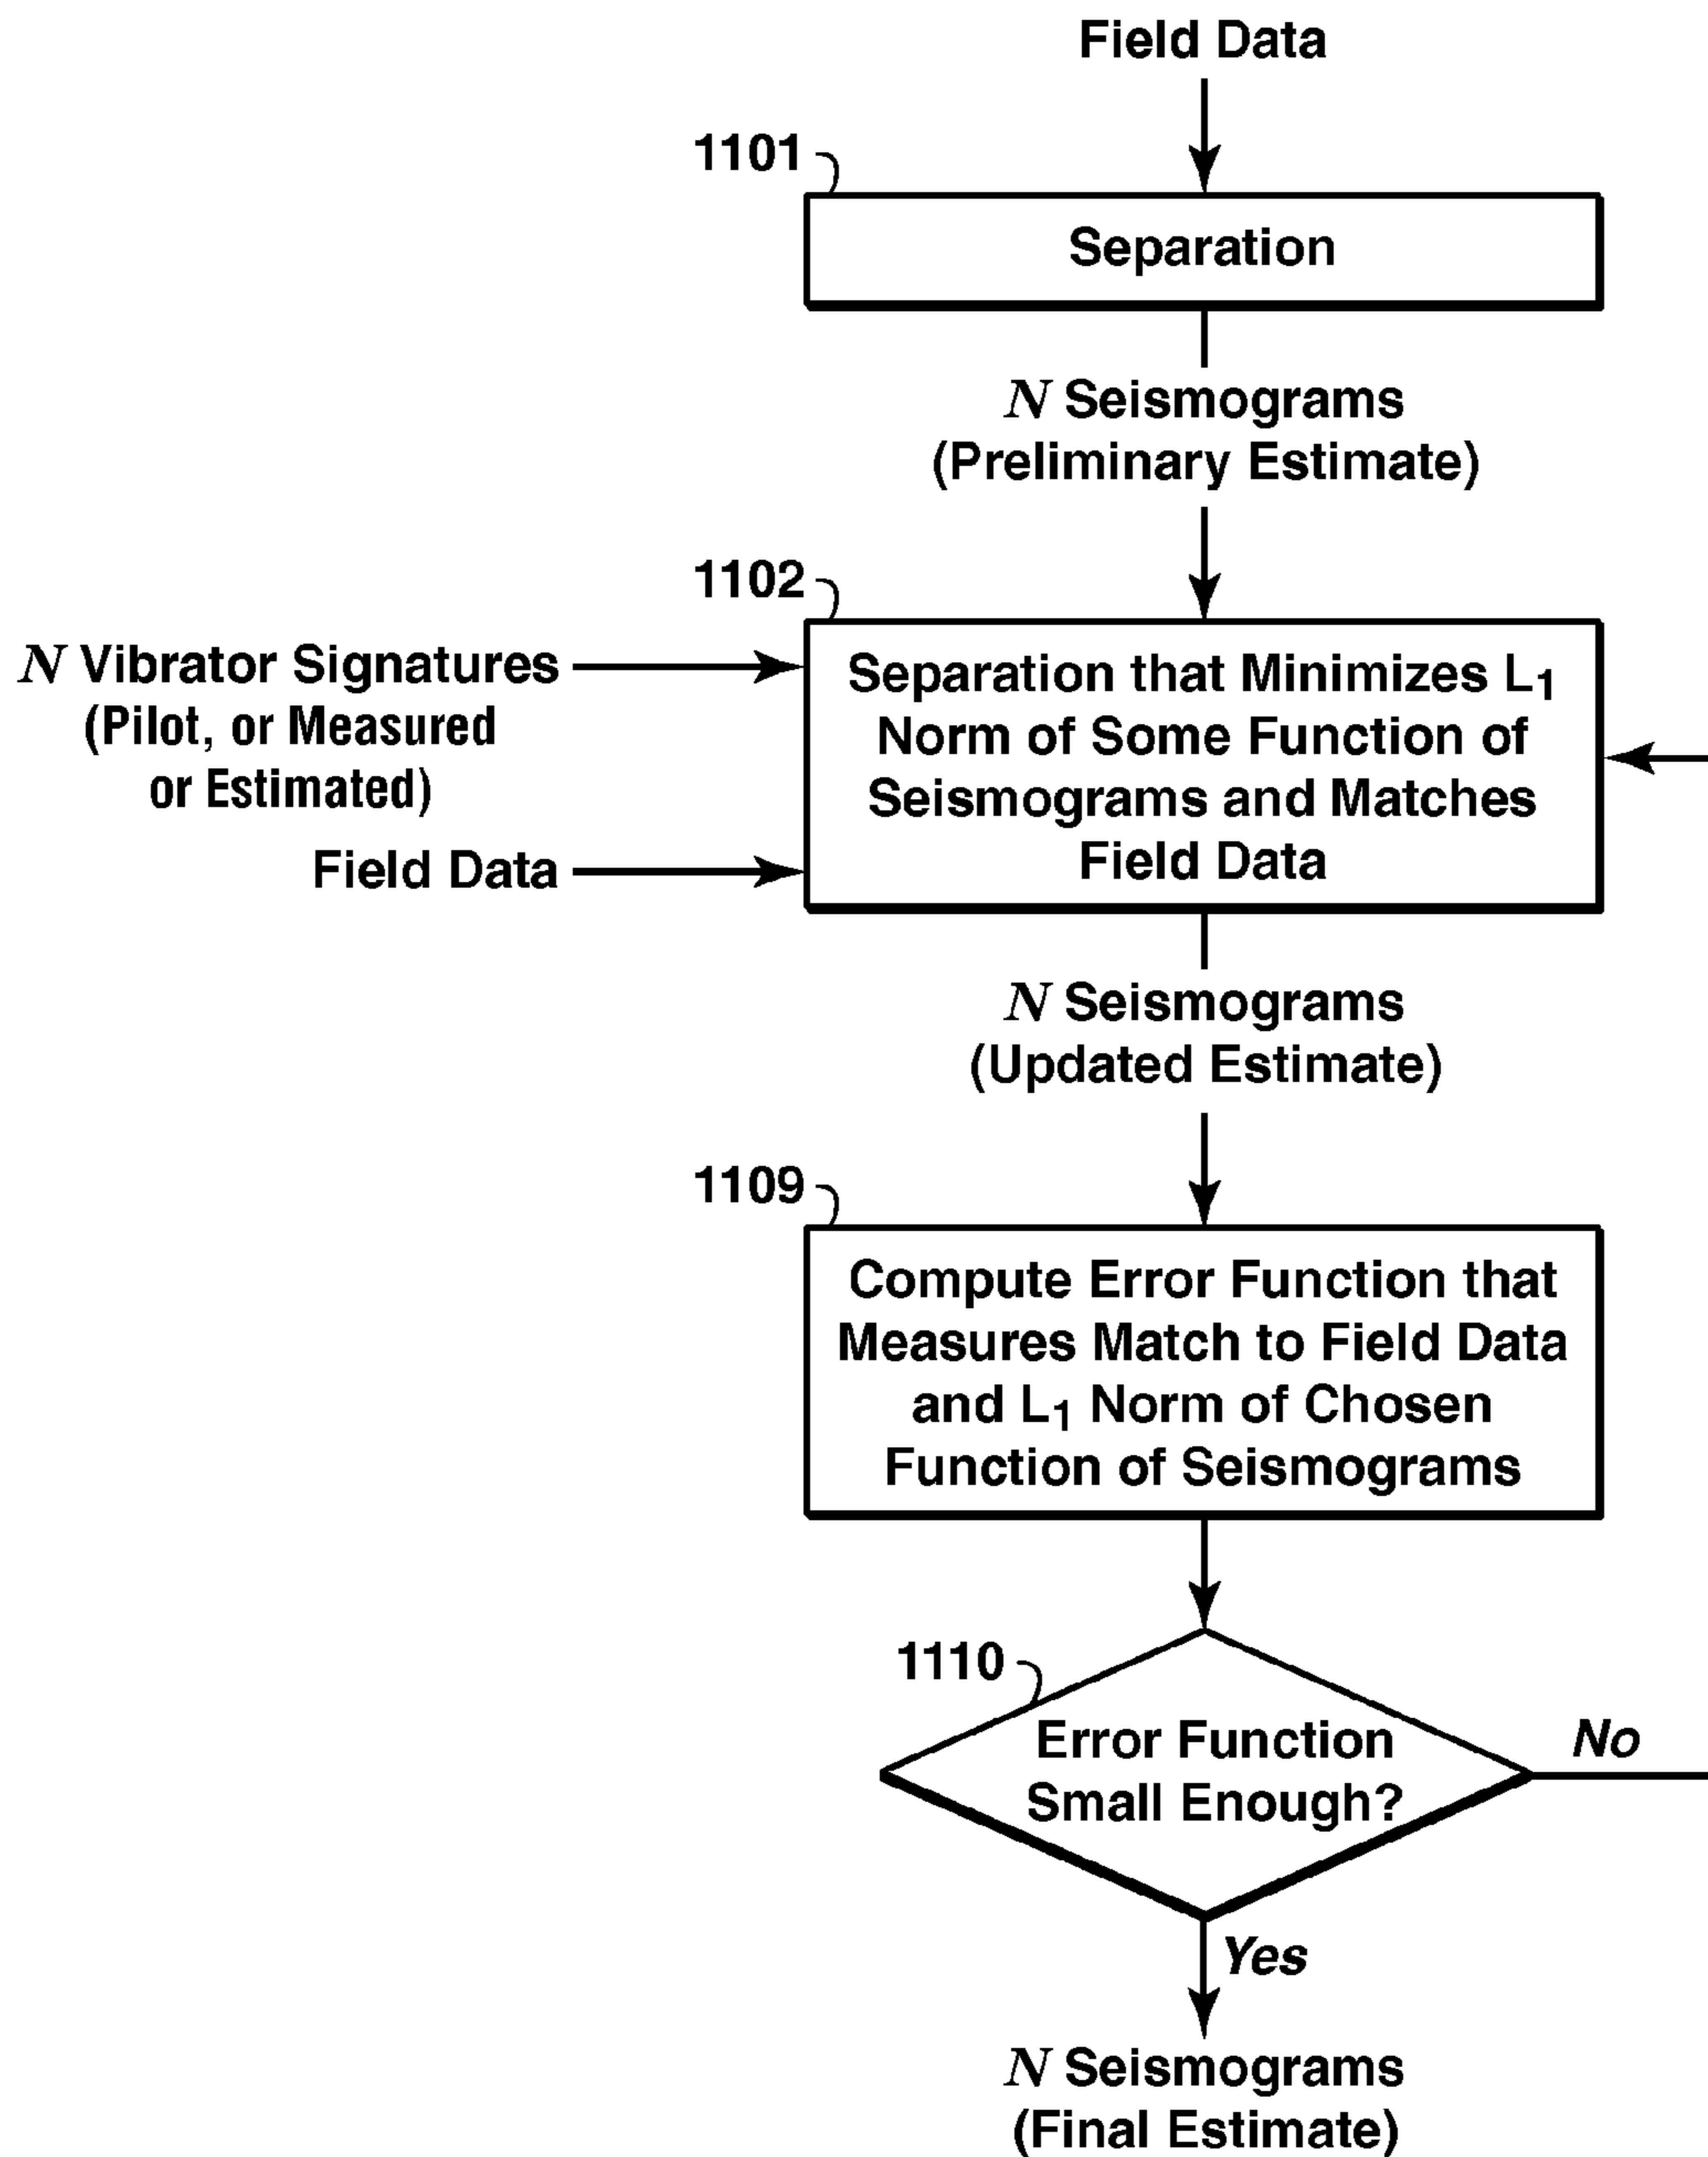 Field Data
1101
Separation
N Seismograms
(Preliminary Estimate)
1102
N Vibrator Signatures
(Pilot, or Measured
or Estimated)
Field Data
Separation that Minimizes L1
Norm of Some Function of
Seismograms and Matches
Field Data
N Seismograms
(Updated Estimate)
1109
Compute Error Function that
Measures Match to Field Data
and L1 Norm of Chosen
Function of Seismograms
1110
Error Function
Small Enough?
No
Yes
N Seismograms
(Final Estimate)